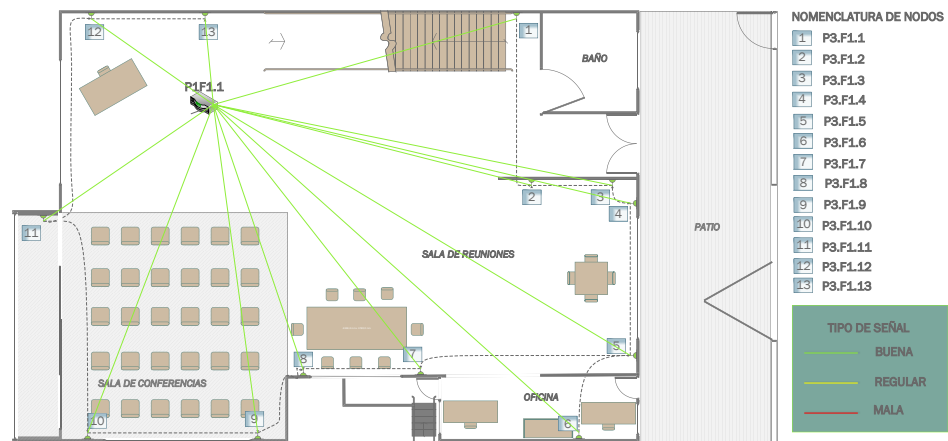 12
13
1
P1F1.1
BAÑO
2
3
4
11
SALA DE REUNIONES
PATIO
8
7
5
SALA DE CONFERENCIAS
OFICINA
10
9
6
NOMENCLATURA DE NODOS
1 P3.F1.1
2 P3.F1.2
3 P3.F1.3
4 P3.F1.4
5 P3.F1.5
6 P3.F1.6
7 P3.F1.7
8 P3.F1.8
9 P3.F1.9
10 P3.F1.10
11 P3.F1.11
12 P3.F1.12
13 P3.F1.13
TIPO DE SEÑAL
BUENA
REGULAR
MALA